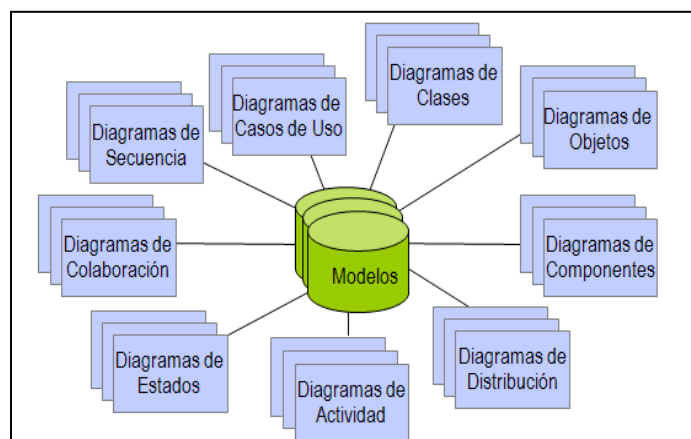 Diagramas de
Clases
Diagramas de
Casos de Uso
Diagramas de
Secuencia
Diagramas de
Objetos
Diagramas de
Colaboración
Diagramas de
Componentes
Modelos
Diagramas de
Estados
Diagramas de
Actividad
Diagramas de
Distribución